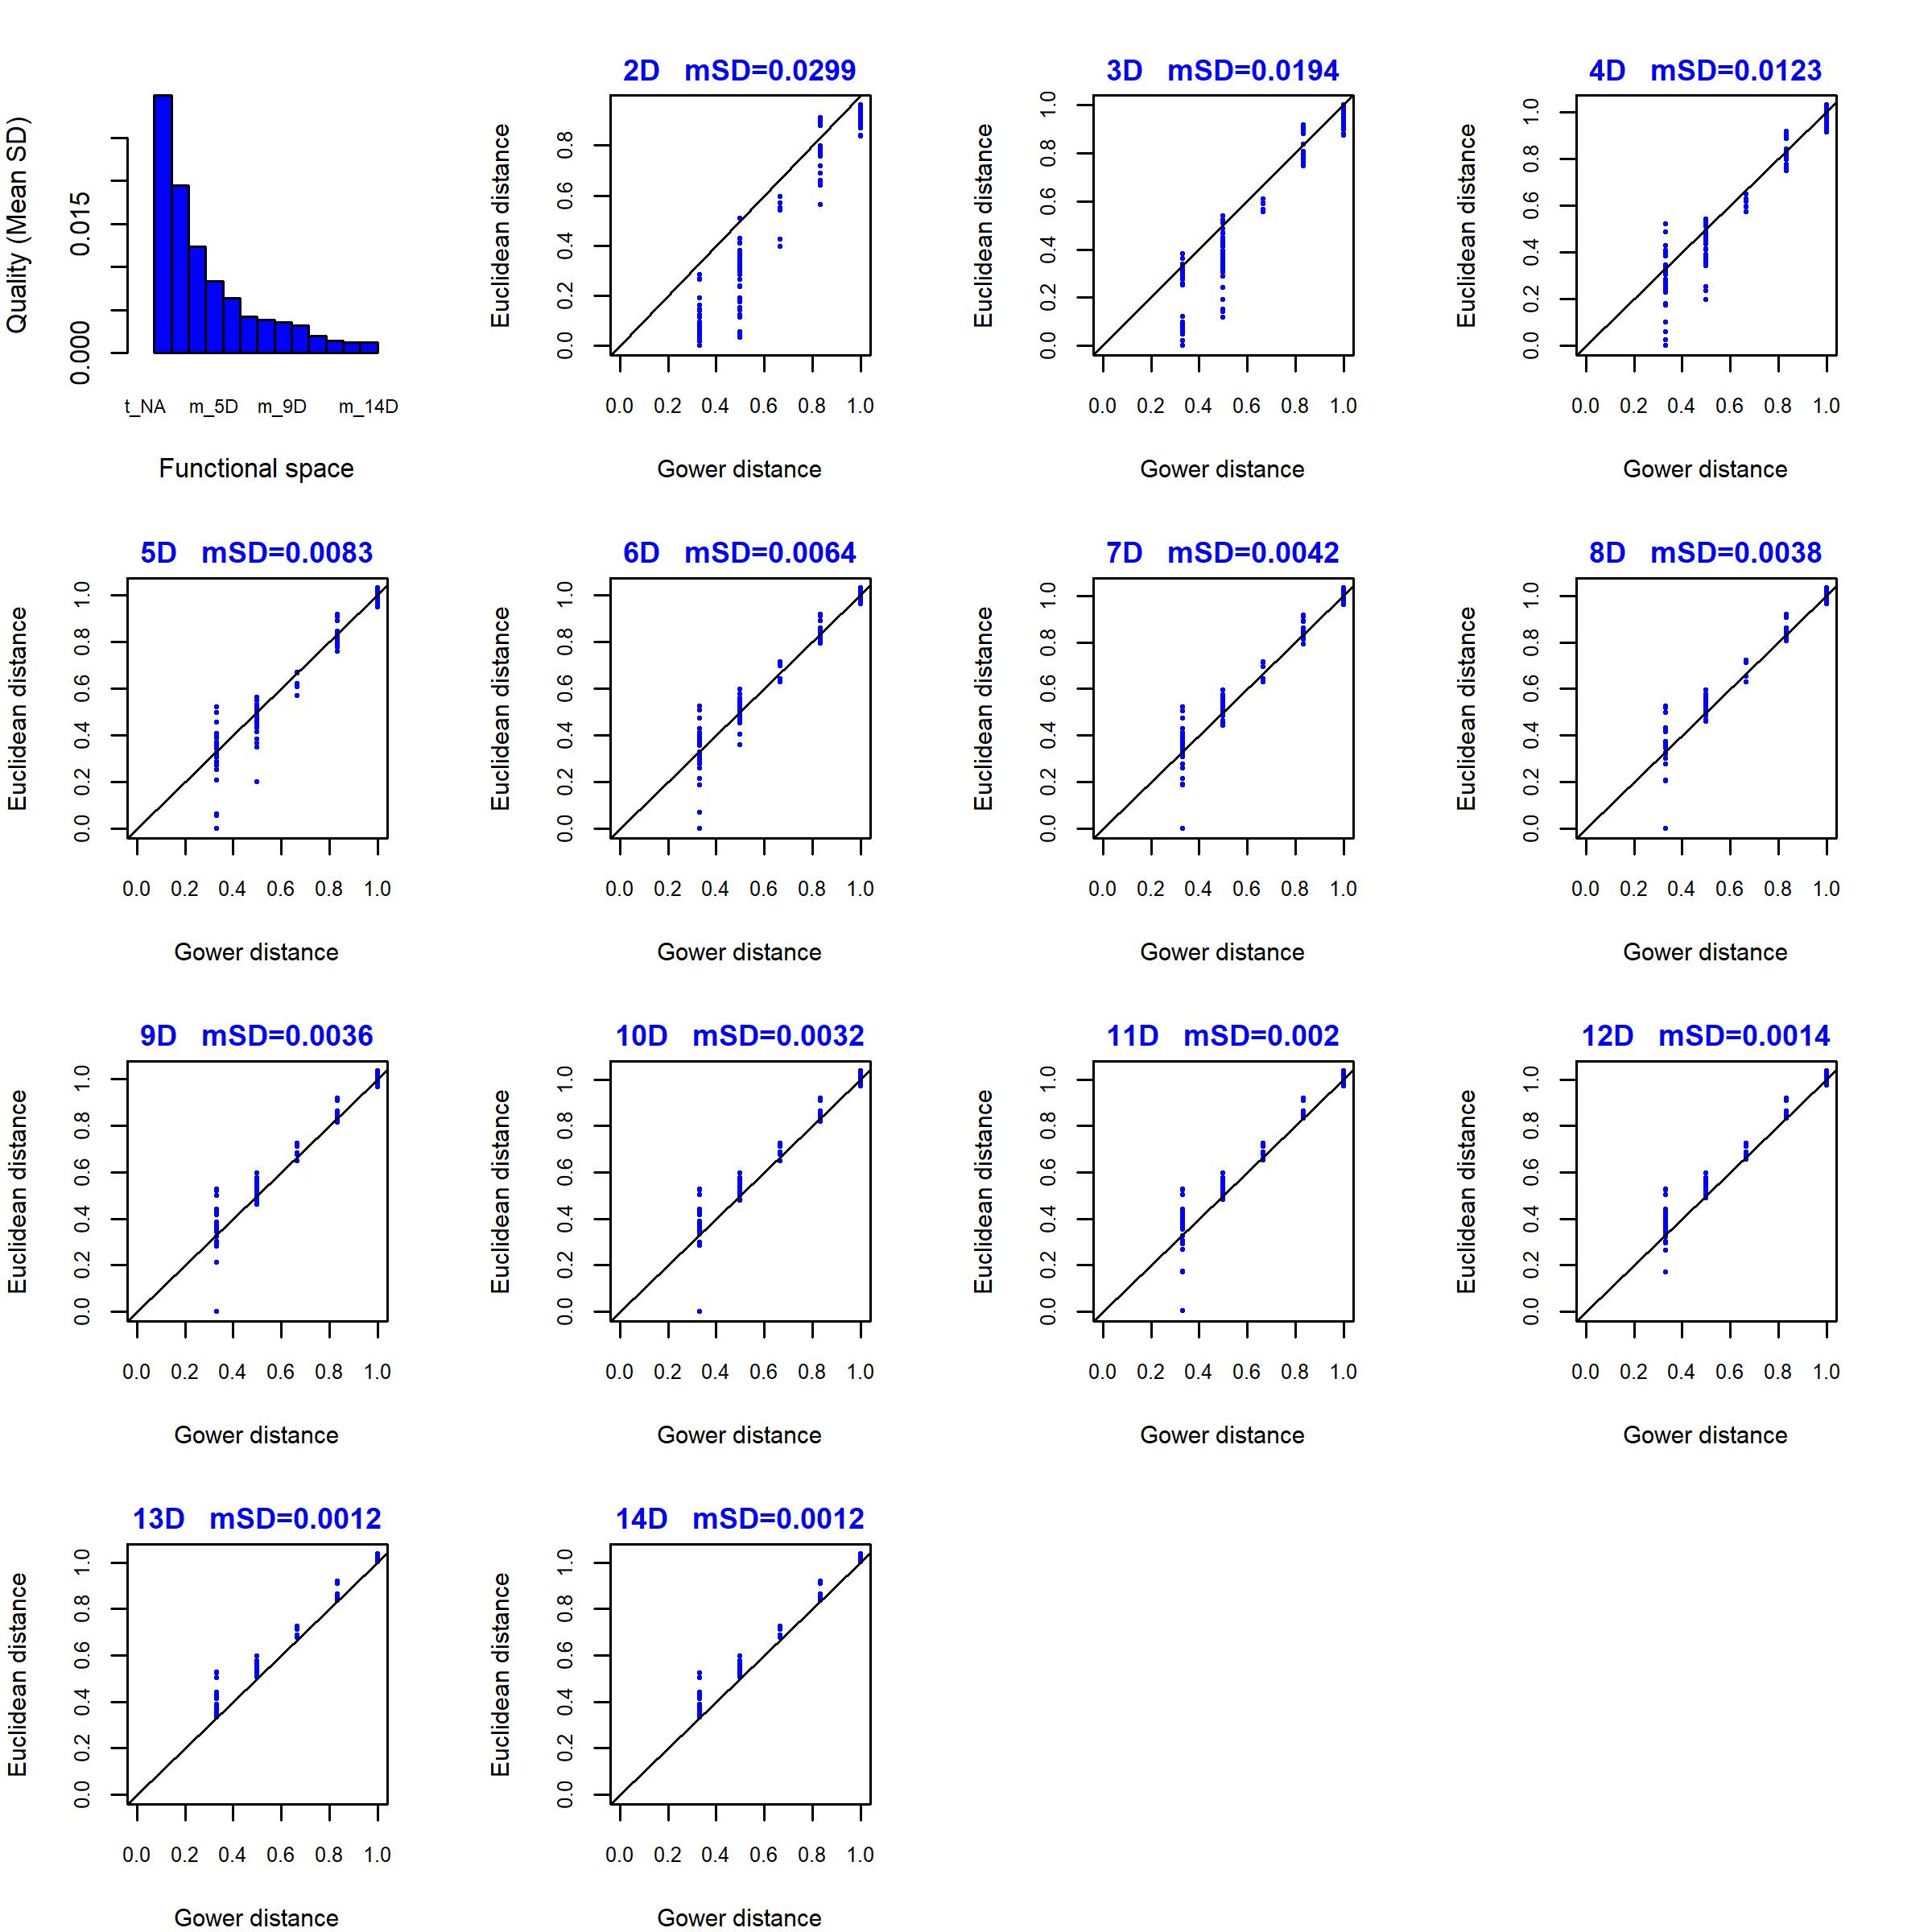 Quality (Mean SD)
0.000 0.015
t_NA m_5D m_9D m_14D
Functional space
2D mSD=0.0299
Euclidean distance
0.0 0.2 0.4 0.6 0.8
0.0 0.2 0.4 0.6 0.8 1.0
Gower distance
3D mSD=0.0194
Euclidean distance
0.0 0.2 0.4 0.6 0.8 1.0
0.0 0.2 0.4 0.6 0.8 1.0
Gower distance
4D mSD=0.0123
Euclidean distance
0.0 0.2 0.4 0.6 0.8 1.0
0.0 0.2 0.4 0.6 0.8 1.0
Gower distance
5D mSD=0.0083
Euclidean distance
0.0 0.2 0.4 0.6 0.8 1.0
0.0 0.2 0.4 0.6 0.8 1.0
Gower distance
6D mSD=0.0064
Euclidean distance
0.0 0.2 0.4 0.6 0.8 1.0
0.0 0.2 0.4 0.6 0.8 1.0
Gower distance
7D mSD=0.0042
Euclidean distance
0.0 0.2 0.4 0.6 0.8 1.0
0.0 0.2 0.4 0.6 0.8 1.0
Gower distance
8D mSD=0.0038
Euclidean distance
0.0 0.2 0.4 0.6 0.8 1.0
0.0 0.2 0.4 0.6 0.8 1.0
Gower distance
9D mSD=0.0036
Euclidean distance
0.0 0.2 0.4 0.6 0.8 1.0
0.0 0.2 0.4 0.6 0.8 1.0
Gower distance
10D mSD=0.0032
Euclidean distance
0.0 0.2 0.4 0.6 0.8 1.0
0.0 0.2 0.4 0.6 0.8 1.0
Gower distance
11D mSD=0.002
Euclidean distance
0.0 0.2 0.4 0.6 0.8 1.0
0.0 0.2 0.4 0.6 0.8 1.0
Gower distance
12D mSD=0.0014
Euclidean distance
0.0 0.2 0.4 0.6 0.8 1.0
0.0 0.2 0.4 0.6 0.8 1.0
Gower distance
13D mSD=0.0012
Euclidean distance
0.0 0.2 0.4 0.6 0.8 1.0
0.0 0.2 0.4 0.6 0.8 1.0
Gower distance
14D mSD=0.0012
Euclidean distance
0.0 0.2 0.4 0.6 0.8 1.0
0.0 0.2 0.4 0.6 0.8 1.0
Gower distance